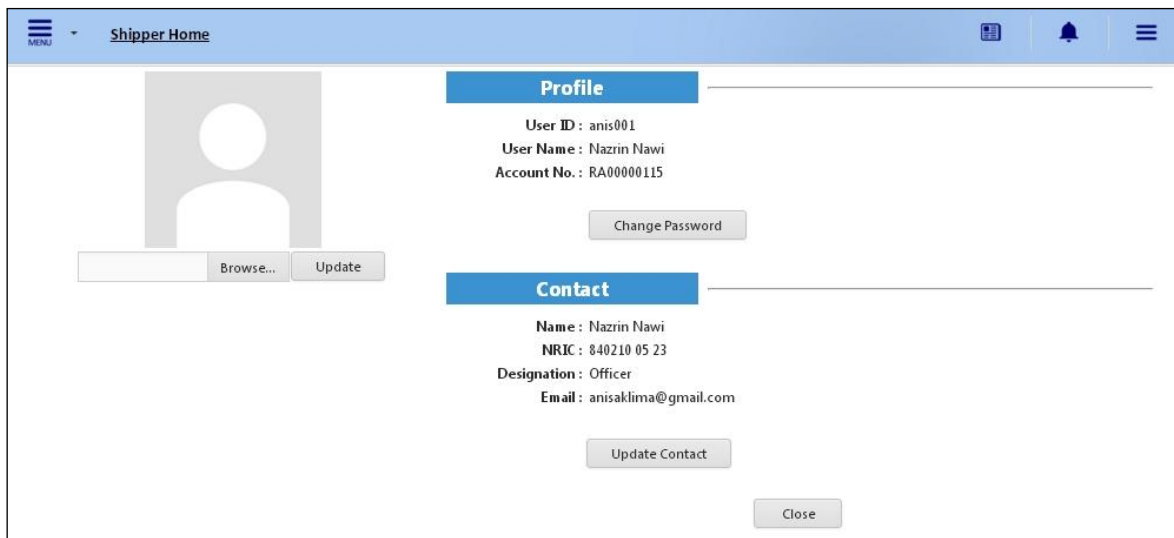 MENU
Shipper Home
Browse...
Update
Profile
User ID : anis001
User Name : Nazrin Nawi
Account No. : RA00000115
Change Password
Contact
Name : Nazrin Nawi
NRIC : 840210 05 23
Designation : Officer
Email : anisaklima@gmail.com
Update Contact
Close